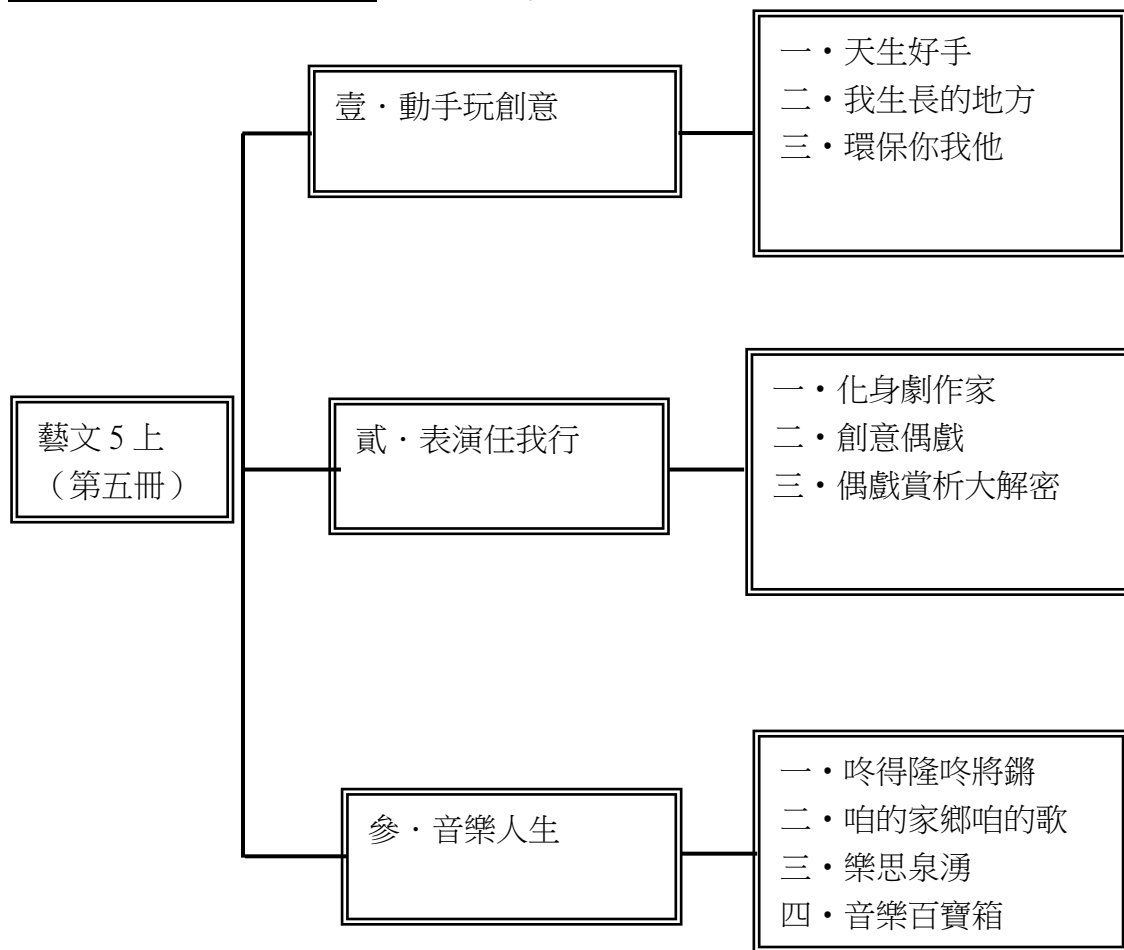 壹．動手玩創意
一‧天生好手
二‧我生長的地方
三‧環保你我他
藝文 5 上
（第五冊）
貳．表演任我行
一‧化身劇作家
二‧創意偶戲
三‧偶戲賞析大解密
參．音樂人生
一‧咚得隆咚將鏘
二‧咱的家鄉咱的歌
三‧樂思泉湧
四‧音樂百寶箱